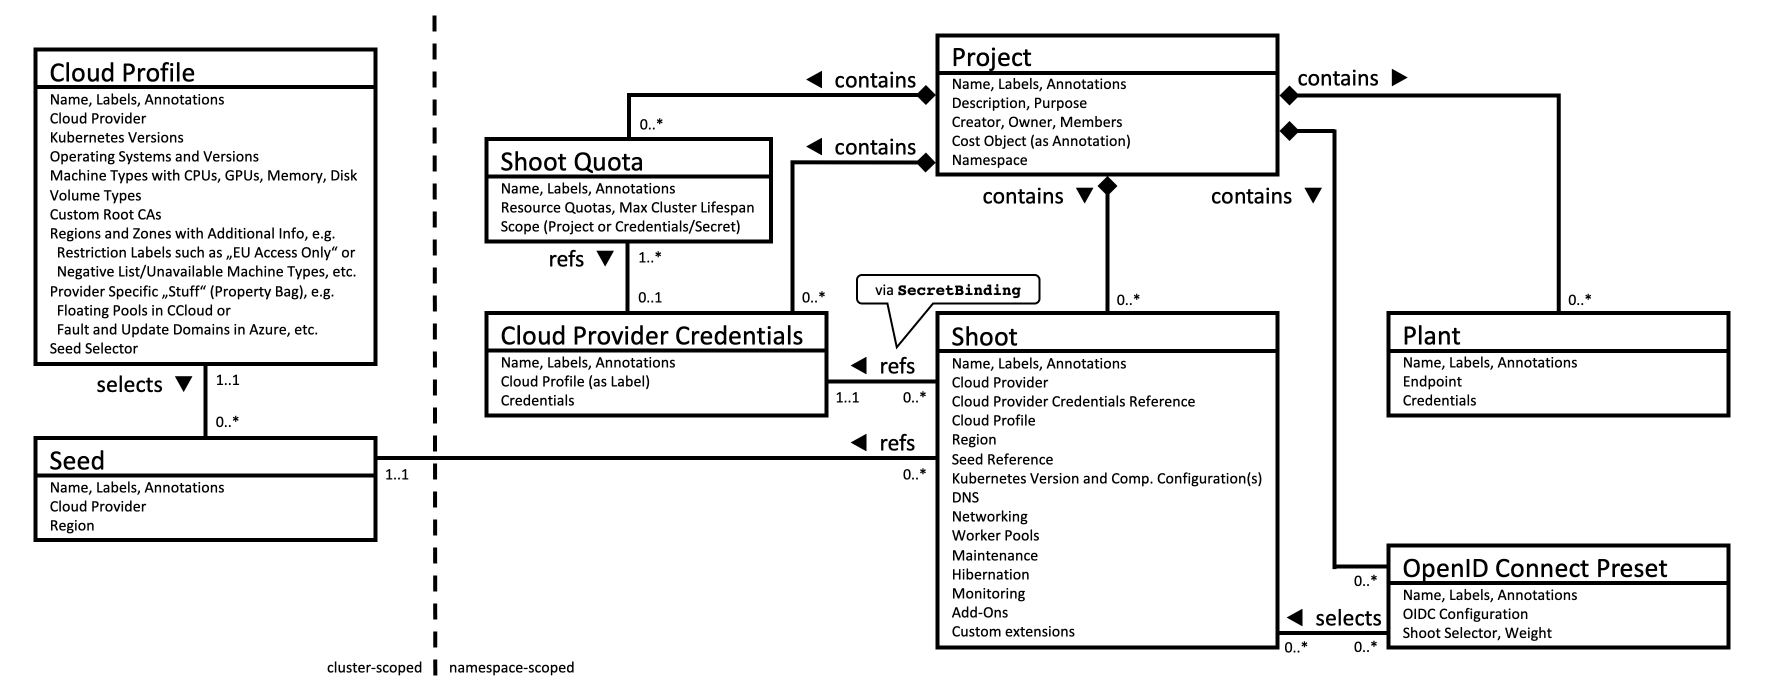 Cloud Profile
Name, Labels, Annotations
Cloud Provider
Kubernetes Versions
Operating Systems and Versions
Machine Types with CPUs, GPUs, Memory, Disk
Volume Types
Custom Root CAs
Regions and Zones with Additional Info, e.g.
Restriction Labels such as „EU Access Only“ or
Negative List/Unavailable Machine Types, etc.
Provider Specific „Stuff“ (Property Bag), e.g.
Floating Pools in CCloud or
Fault and Update Domains in Azure, etc.
Seed Selector
selects ▼
1..1
0..*
Seed
Name, Labels, Annotations
Cloud Provider
Region
1..1
cluster-scoped
namespace-scoped
◀ contains
0..*
Shoot Quota
Name, Labels, Annotations
Resource Quotas, Max Cluster Lifespan
Scope (Project or Credentials/Secret)
refs ▼
1..*
0..1
◀ contains
0..*
Cloud Provider Credentials
Name, Labels, Annotations
Cloud Profile (as Label)
Credentials
via SecretBinding
◀ refs
1..1
0..*
◀ refs
0..*
Project
Name, Labels, Annotations
Description, Purpose
Creator, Owner, Members
Cost Object (as Annotation)
Namespace
contains ▼
0..*
Shoot
Name, Labels, Annotations
Cloud Provider
Cloud Provider Credentials Reference
Cloud Profile
Region
Seed Reference
Kubernetes Version and Comp. Configuration(s)
DNS
Networking
Worker Pools
Maintenance
Hibernation
Monitoring
Add-Ons
Custom extensions
contains ▶
0..*
Plant
Name, Labels, Annotations
Endpoint
Credentials
contains ▼
0..*
OpenID Connect Preset
Name, Labels, Annotations
OIDC Configuration
Shoot Selector, Weight
◀ selects
0..*
0..*